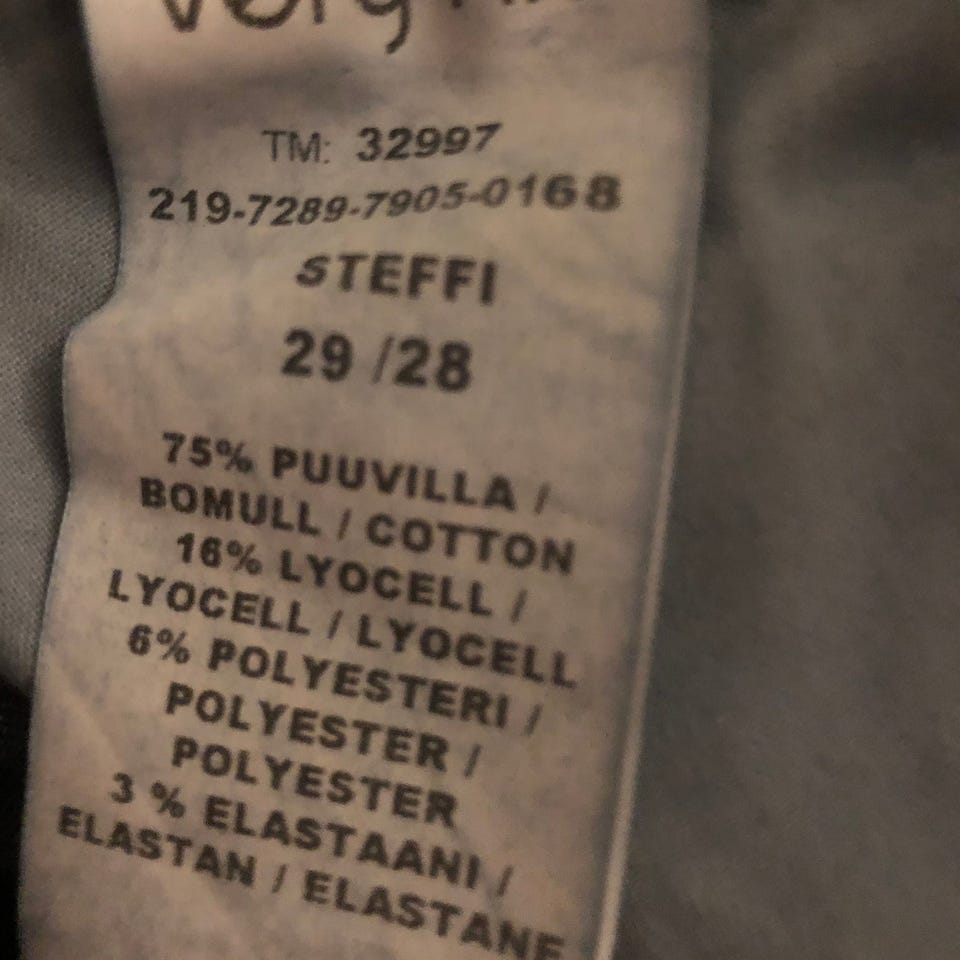 very
TM: 32997
219-7289-7905-0168
STEFFI
29 /28
75% PUUVILLA /
BOMULL / COTTON
16% LYOCELL /
LYOCELL / LYOCELL
6% POLYESTERI /
POLYESTER /
POLYESTER
3 % ELASTAANI /
ELASTAN / ELASTANE